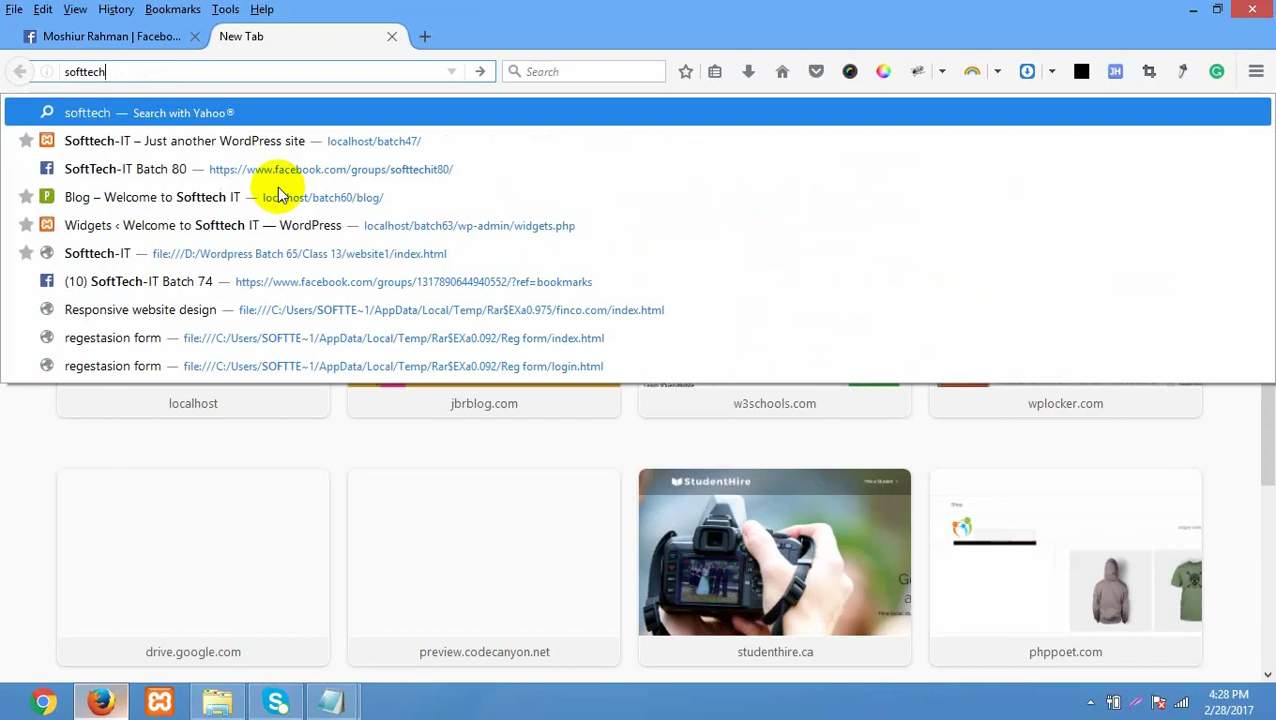 File Edit View History Bookmarks Tools Help
Moshiur Rahman | Facebo...
New Tab
softtech
Search
softtech — Search with Yahoo®
Softtech-IT – Just another WordPress site — localhost/batch47/
SoftTech-IT Batch 80 — https://www.facebook.com/groups/softtechit80/
Blog – Welcome to Softtech IT — localhost/batch60/blog/
Widgets ‹ Welcome to Softtech IT — WordPress — localhost/batch63/wp-admin/widgets.php
Softtech-IT — file:///D:/Wordpress Batch 65/Class 13/website1/index.html
(10) SoftTech-IT Batch 74 — https://www.facebook.com/groups/1317890644940552/?ref=bookmarks
Responsive website design — file:///C:/Users/SOFTTE~1/AppData/Local/Temp/Rar$EXa0.975/finco.com/index.html
regestasion form — file:///C:/Users/SOFTTE~1/AppData/Local/Temp/Rar$EXa0.092/Reg form/index.html
regestasion form — file:///C:/Users/SOFTTE~1/AppData/Local/Temp/Rar$EXa0.092/Reg form/login.html
localhost
jbrblog.com
w3schools.com
wplocker.com
StudentHire
Shop
drive.google.com
preview.codecanyon.net
studenthire.ca
phppoet.com
4:28 PM
2/28/2017